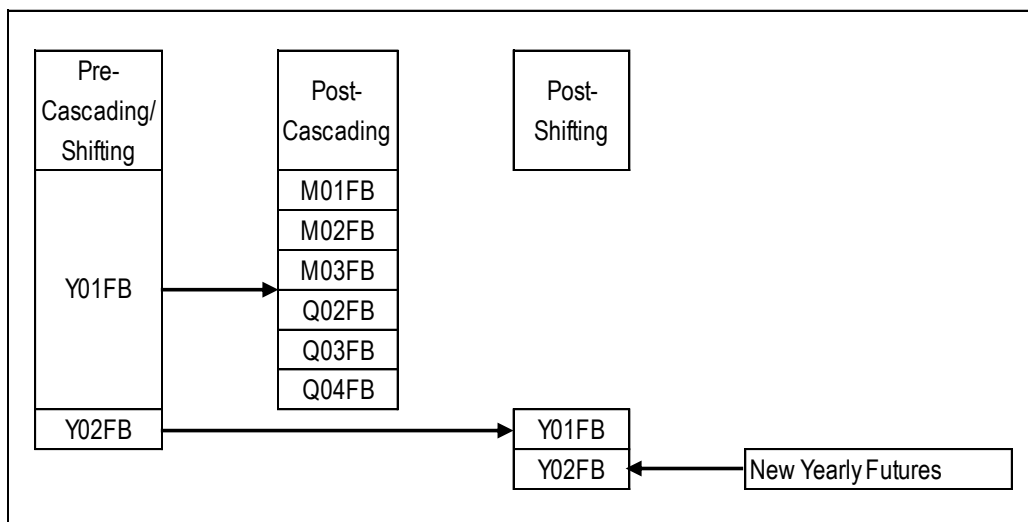 Pre-
Cascading/
Shifting
Post-
Cascading
Post-
Shifting
Y01FB
M01FB
M02FB
M03FB
Q02FB
Q03FB
Q04FB
Y02FB
Y01FB
Y02FB
New Yearly Futures